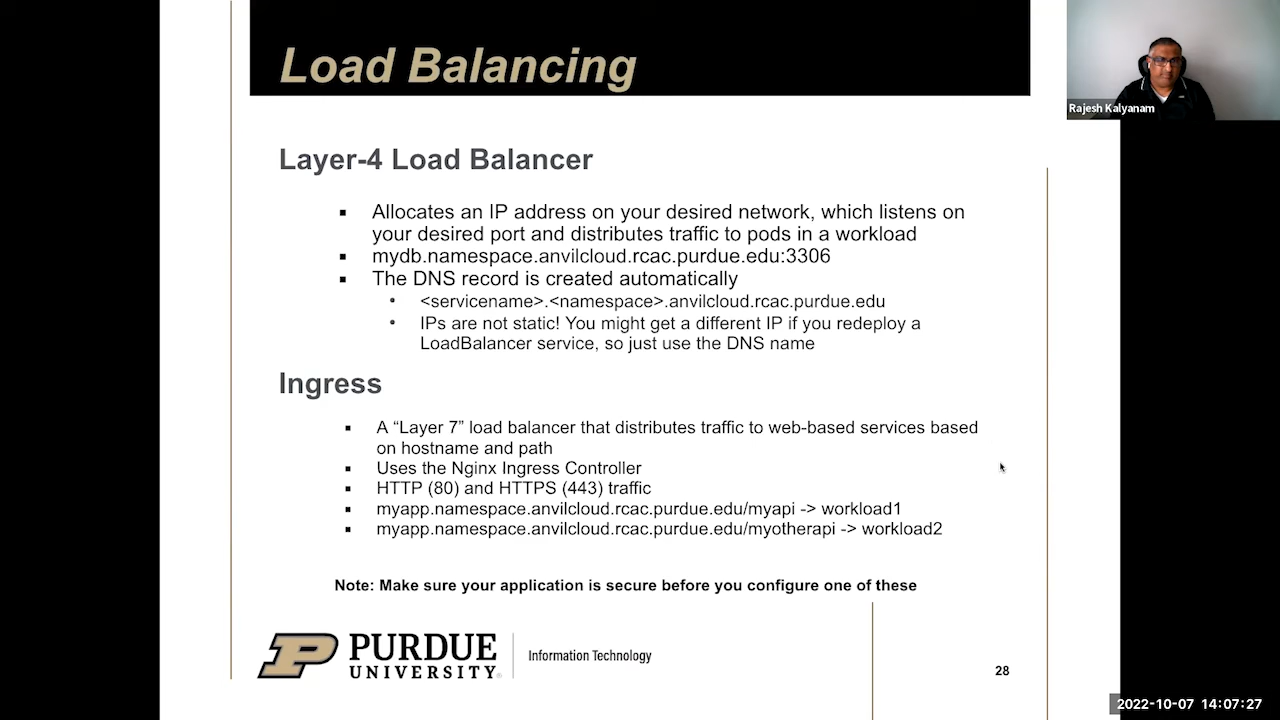 Load Balancing
Rajesh Kalyanam
Layer-4 Load Balancer
▪ Allocates an IP address on your desired network, which listens on
your desired port and distributes traffic to pods in a workload
▪ mydb.namespace.anvilcloud.rcac.purdue.edu:3306
▪ The DNS record is created automatically
• <servicename>.<namespace>.anvilcloud.rcac.purdue.edu
• IPs are not static! You might get a different IP if you redeploy a
LoadBalancer service, so just use the DNS name
Ingress
▪ A “Layer 7” load balancer that distributes traffic to web-based services based
on hostname and path
▪ Uses the Nginx Ingress Controller
▪ HTTP (80) and HTTPS (443) traffic
▪ myapp.namespace.anvilcloud.rcac.purdue.edu/myapi -> workload1
▪ myapp.namespace.anvilcloud.rcac.purdue.edu/myotherapi -> workload2
Note: Make sure your application is secure before you configure one of these
PURDUE
UNIVERSITY®
Information Technology
28
2022-10-07 14:07:27